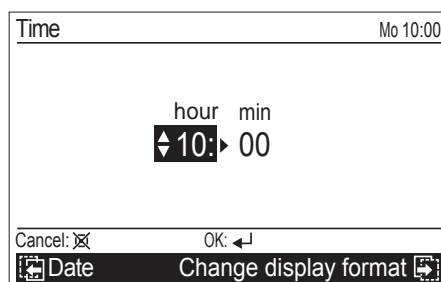 Time Mo 10:00
hour min
10: 00
Cancel: OK:
Date Change display format